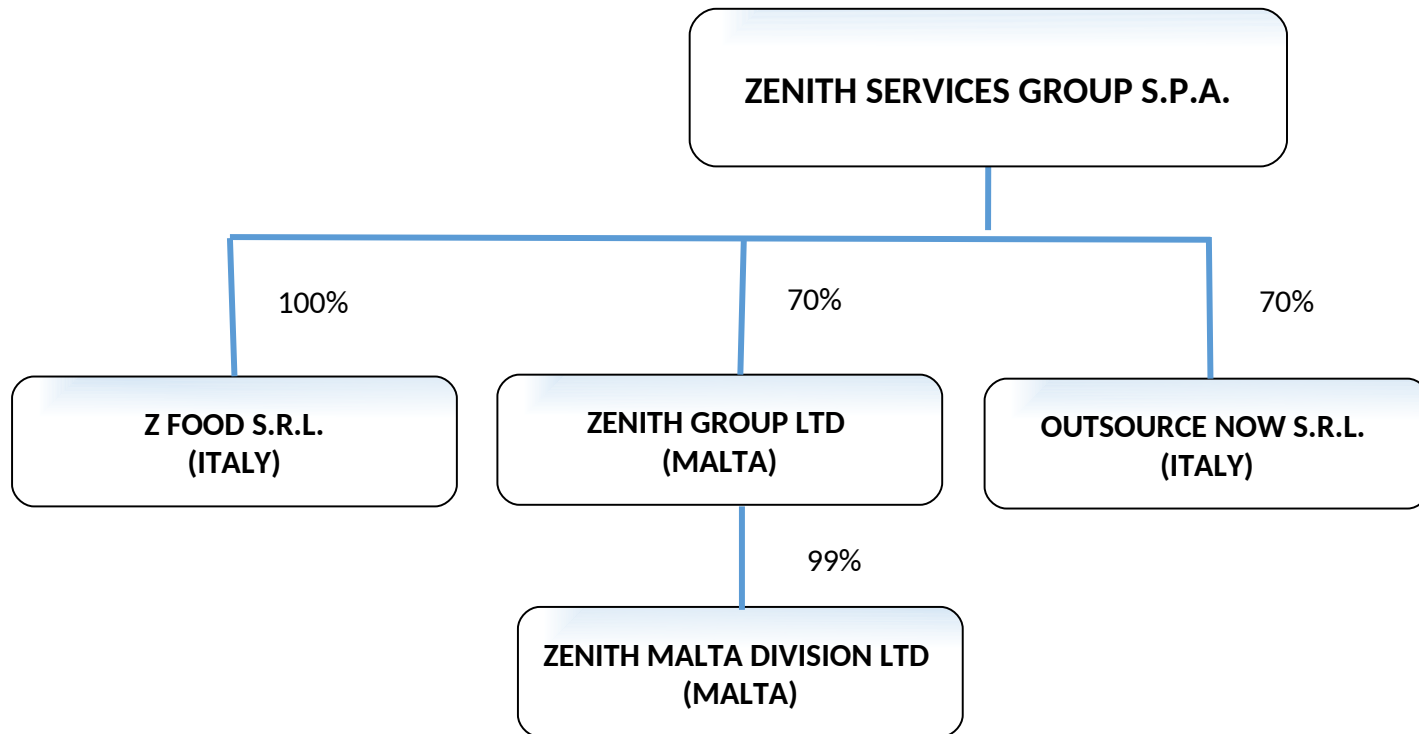 ZENITH SERVICES GROUP S.P.A.
100%
70%
70%
Z FOOD S.R.L.
(ITALY)
ZENITH GROUP LTD
(MALTA)
OUTSOURCE NOW S.R.L.
(ITALY)
99%
ZENITH MALTA DIVISION LTD
(MALTA)